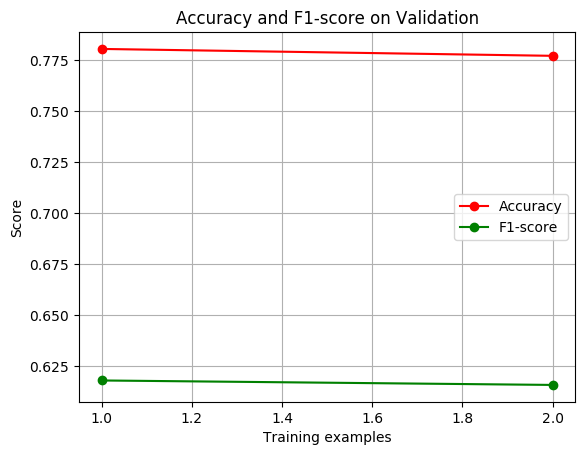 Accuracy and F1-score on Validation
Score
0.775
0.750
0.725
0.700
0.675
0.650
0.625
Accuracy
F1-score
1.0 1.2 1.4 1.6 1.8 2.0
Training examples